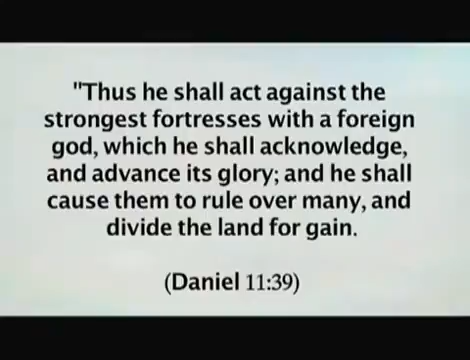 "Thus he shall act against the
strongest fortresses with a foreign
god, which he shall acknowledge,
and advance its glory; and he shall
cause them to rule over many, and
divide the land for gain.
(Daniel 11:39)